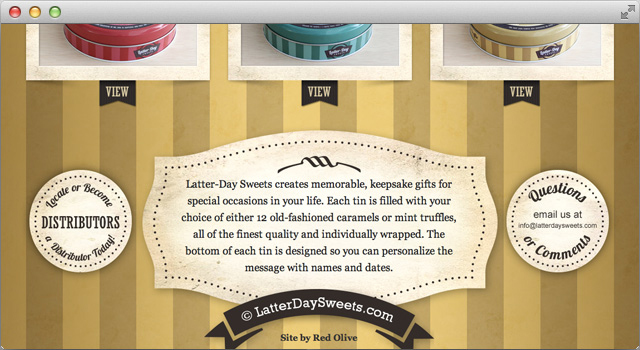 Latter-Day
Latter-Day
Latter-Day
VIEW
VIEW
VIEW
Locate or Become
DISTRIBUTORS
a Distributor Today!
Latter-Day Sweets creates memorable, keepsake gifts for
special occasions in your life. Each tin is filled with your
choice of either 12 old-fashioned caramels or mint truffles,
all of the finest quality and individually wrapped. The
bottom of each tin is designed so you can personalize the
message with names and dates.
Questions
email us at
info@latterdaysweets.com
or Comments
© LatterDaySweets.com
Site by Red Olive